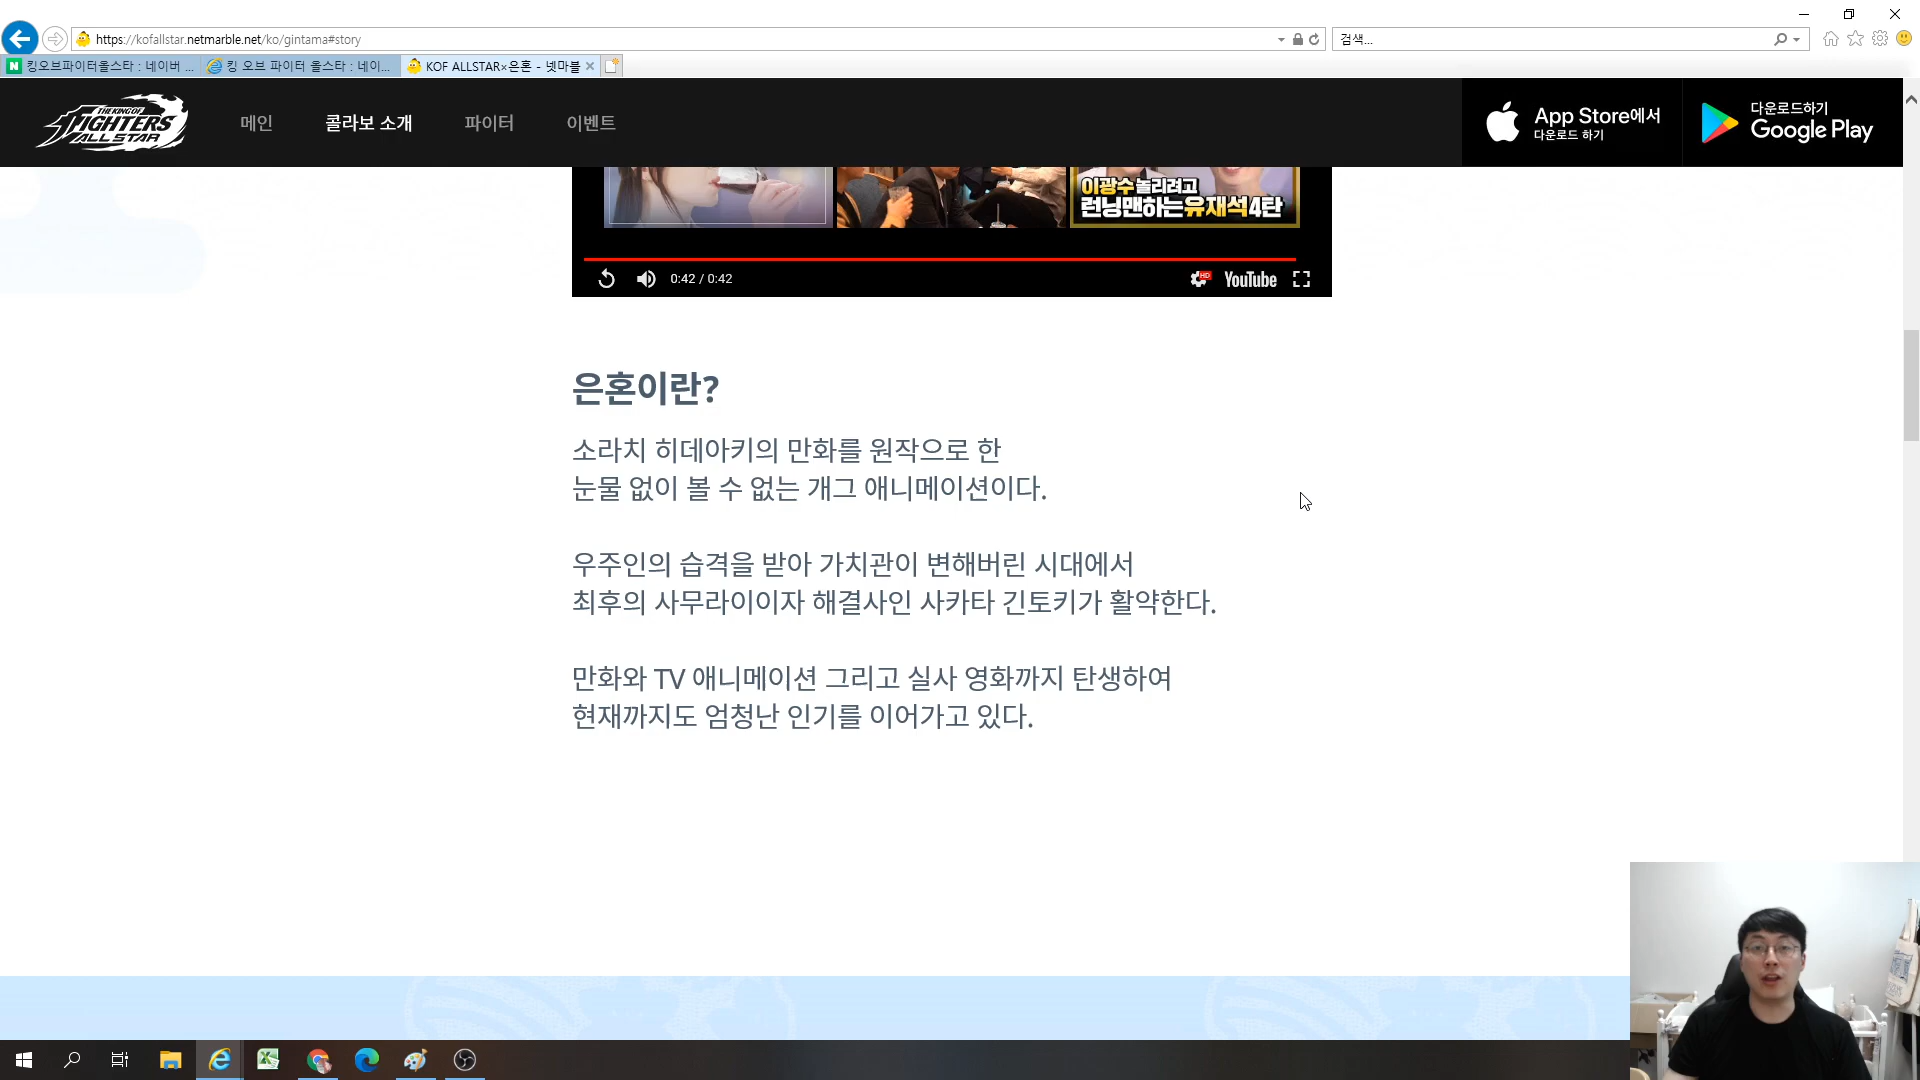 https://kofallstar.netmarble.net/ko/gintama#story
검색...
킹오브파이터올스타 : 네이버 ...
킹 오브 파이터 올스타 : 네이...
KOF ALLSTAR×은혼 - 넷마블
THE KING OF
FIGHTERS
ALLSTAR
메인
콜라보 소개
파이터
이벤트
App Store에서
다운로드 하기
다운로드하기
Google Play
이광수 놀리려고
런닝맨하는유재석4탄
0:42 / 0:42
HD
YouTube
은혼이란?
소라치 히데아키의 만화를 원작으로 한
눈물 없이 볼 수 없는 개그 애니메이션이다.
우주인의 습격을 받아 가치관이 변해버린 시대에서
최후의 사무라이이자 해결사인 사카타 긴토키가 활약한다.
만화와 TV 애니메이션 그리고 실사 영화까지 탄생하여
현재까지도 엄청난 인기를 이어가고 있다.